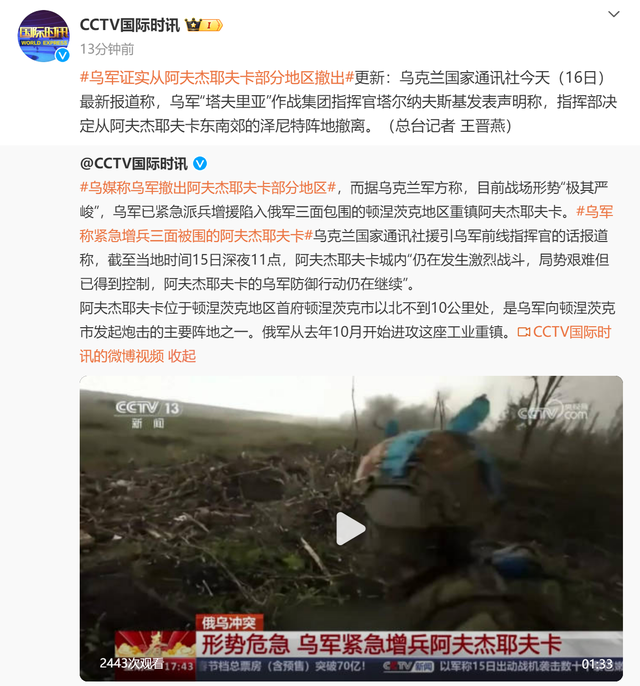 CCTV国际时讯
1
国际时讯
WORLD EXPRESS
13分钟前
#乌军证实从阿夫杰耶夫卡部分地区撤出#更新：乌克兰国家通讯社今天（16日）
最新报道称，乌军“塔夫里亚”作战集团指挥官塔尔纳夫斯基发表声明称，指挥部决
定从阿夫杰耶夫卡东南郊的泽尼特阵地撤离。（总台记者 王晋燕）
@CCTV国际时讯
#乌媒称乌军撤出阿夫杰耶夫卡部分地区#，而据乌克兰军方称，目前战场形势“极其严
峻”，乌军已紧急派兵增援陷入俄军三面包围的顿涅茨克地区重镇阿夫杰耶夫卡。#乌军
称紧急增兵三面被围的阿夫杰耶夫卡#乌克兰国家通讯社援引乌军前线指挥官的话报道
称，截至当地时间15日深夜11点，阿夫杰耶夫卡城内“仍在发生激烈战斗，局势艰难但
已得到控制，阿夫杰耶夫卡的乌军防御行动仍在继续”。
阿夫杰耶夫卡位于顿涅茨克地区首府顿涅茨克市以北不到10公里处，是乌军向顿涅茨克
市发起炮击的主要阵地之一。俄军从去年10月开始进攻这座工业重镇。CCTV国际时
讯的微博视频 收起
CCTV 13
新闻
CCTV.com
俄乌冲突
形势危急 乌军紧急增兵阿夫杰耶夫卡
2443次观看
17:43
春节档总票房（含预售）突破70亿！
CCTV新闻
以军称15日出动战机袭击数十
01:33